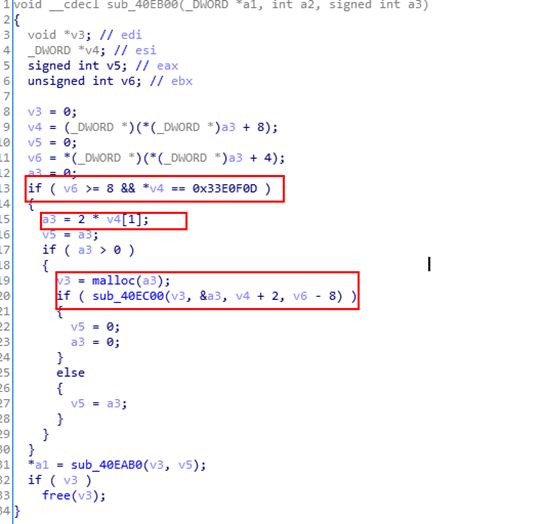 1 void __cdecl sub_40EB00(_DWORD *a1, int a2, signed int a3)
2 {
3 void *v3; // edi
4 _DWORD *v4; // esi
5 signed int v5; // eax
6 unsigned int v6; // ebx
7
8 v3 = 0;
9 v4 = (_DWORD *)(*(_DWORD *)a3 + 8);
10 v5 = 0;
11 v6 = *(_DWORD *)(*(_DWORD *)a3 + 4);
12 a3 = 0;
13 if ( v6 >= 8 && *v4 == 0x33E0F0D )
14 {
15 a3 = 2 * v4[1];
16 v5 = a3;
17 if ( a3 > 0 )
18 {
19 v3 = malloc(a3);
20 if ( sub_40EC00(v3, &a3, v4 + 2, v6 - 8) )
21 {
22 v5 = 0;
23 a3 = 0;
24 }
25 else
26 {
27 v5 = a3;
28 }
29 }
30 }
31 *a1 = sub_40EAB0(v3, v5);
32 if ( v3 )
33 free(v3);
34 }